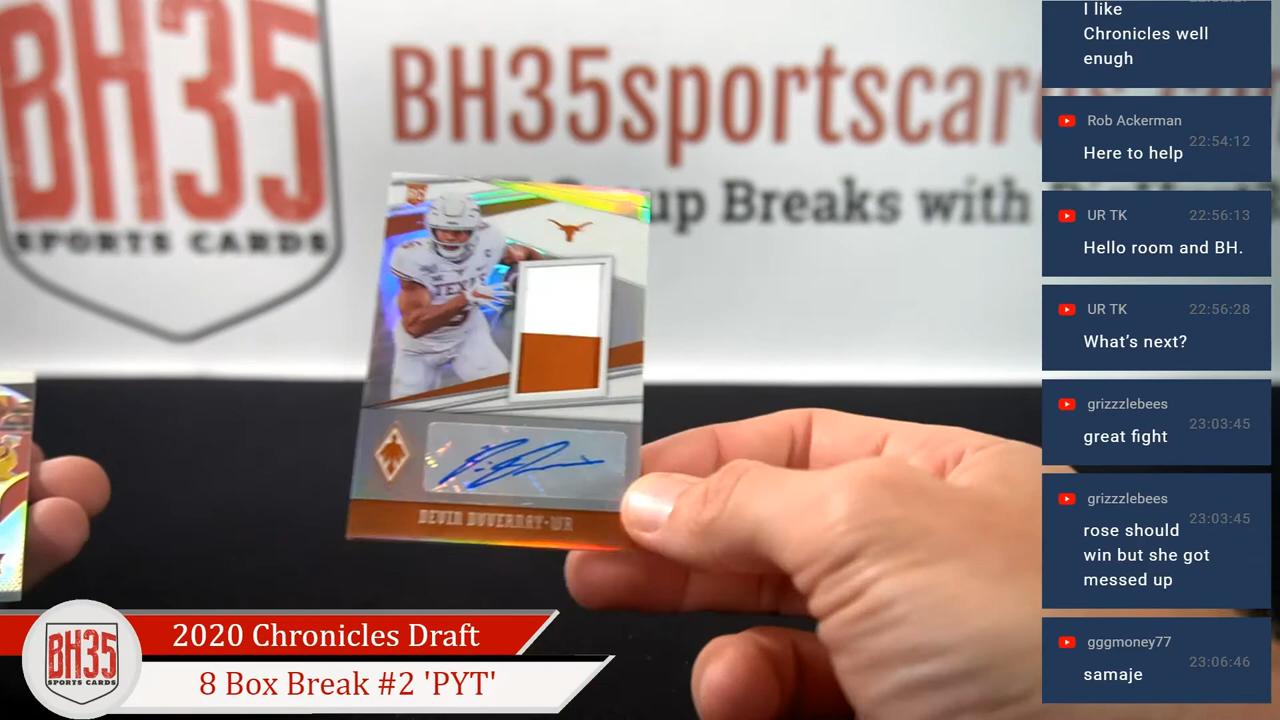 BH35
SPORTS CARDS
BH35sportscar
up Breaks with
RC
TEXAS
DEVIN DUVERNAY-WR
BH35
SPORTS CARDS
2020 Chronicles Draft
8 Box Break #2 'PYT'
I like
Chronicles well
enugh
Rob Ackerman
22:54:12
Here to help
UR TK
22:56:13
Hello room and BH.
UR TK
22:56:28
What's next?
grizzzlebees
23:03:45
great fight
grizzzlebees
23:03:45
rose should
win but she got
messed up
gggmoney77
23:06:46
samaje